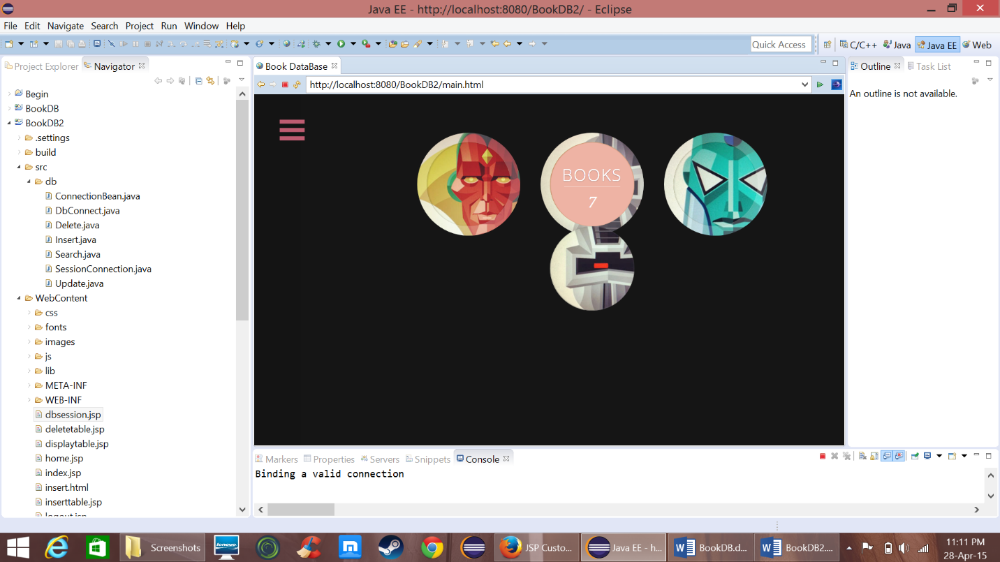 Java EE - http://localhost:8080/BookDB2/ - Eclipse
File Edit Navigate Search Project Run Window Help
Quick Access C/C++ Java Java EE Web
Project Explorer Navigator
Book DataBase
Outline Task List
http://localhost:8080/BookDB2/main.html
An outline is not available.
Begin
BookDB
BookDB2
.settings
build
src
db
ConnectionBean.java
DbConnect.java
Delete.java
Insert.java
Search.java
SessionConnection.java
Update.java
WebContent
css
fonts
images
js
lib
META-INF
WEB-INF
dbsession.jsp
deletetable.jsp
displaytable.jsp
home.jsp
index.jsp
insert.html
inserttable.jsp
logout.jsp
BOOKS
7
Markers Properties Servers Snippets Console
Binding a valid connection
Screenshots
lenovo
JSP Custo...
Java EE - h...
BookDB.d...
BookDB2....
11:11 PM
28-Apr-15